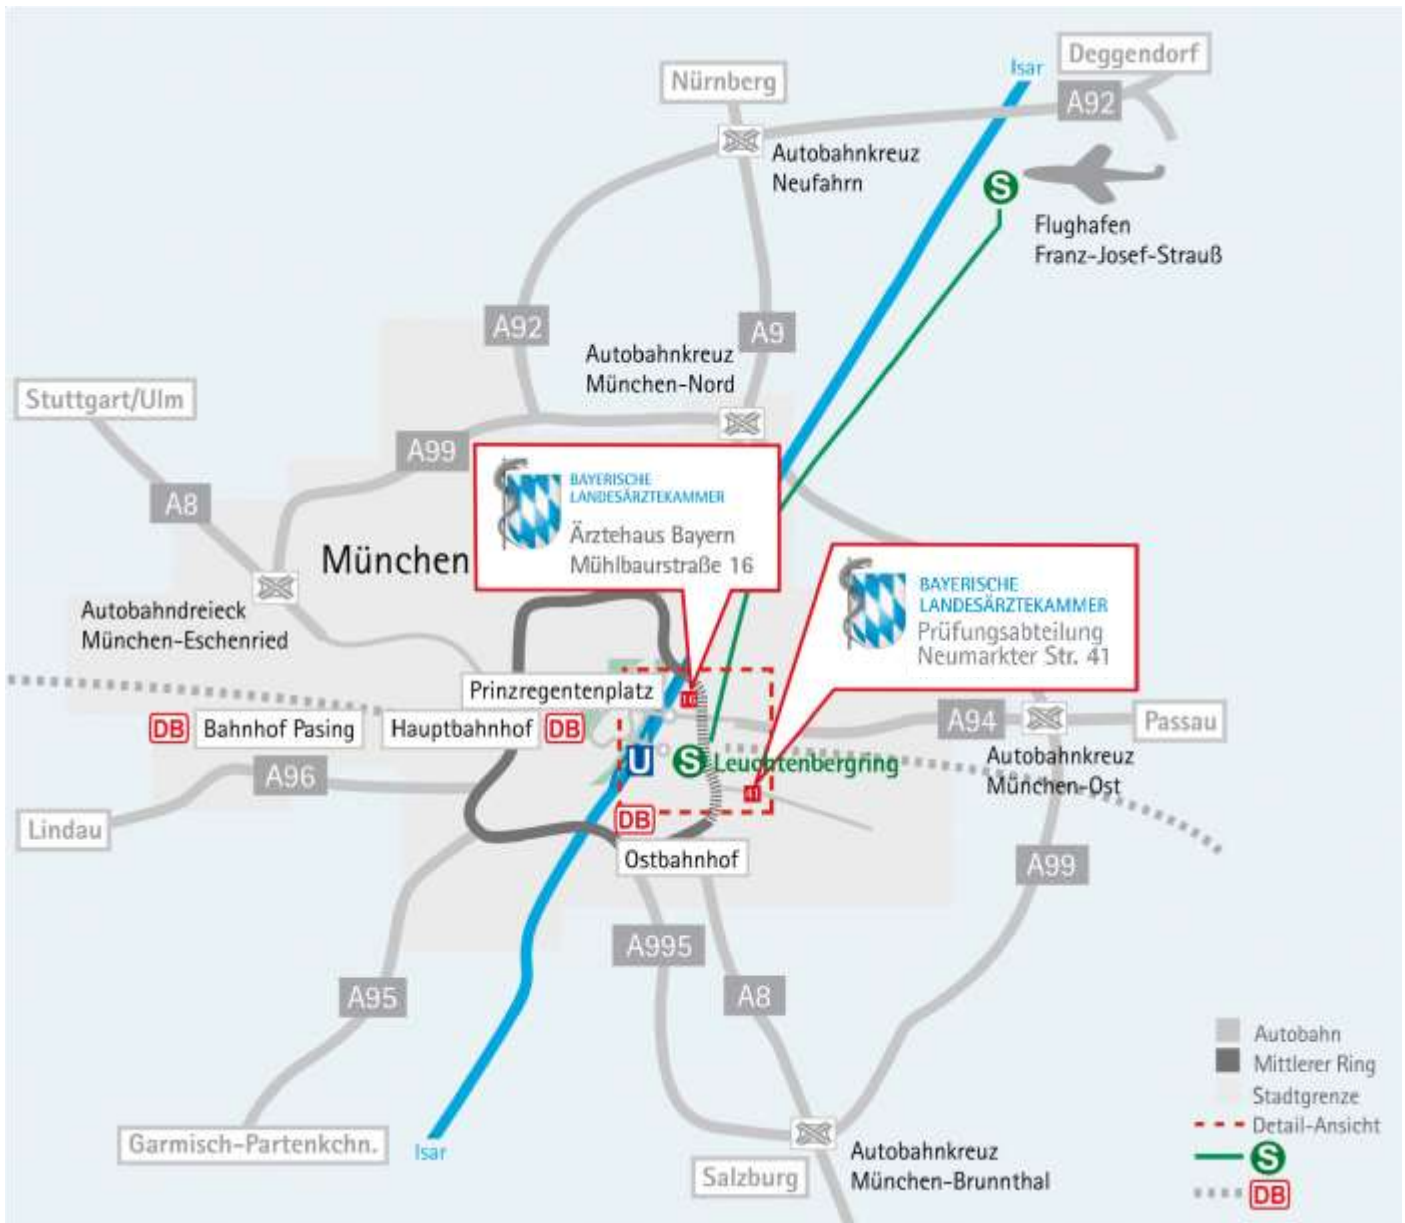 Deggendorf
Isar
Nürnberg
A92
Autobahnkreuz
Neufahrn
S
Flughafen
Franz-Josef-Strauß
A92
A9
Autobahnkreuz
München-Nord
Stuttgart/Ulm
A99
A8
BAYERISCHE
LANDESÄRZTEKAMMER
Ärztehaus Bayern
Mühlbaurstraße 16
München
BAYERISCHE
LANDESÄRZTEKAMMER
Prüfungsabteilung
Neumarkter Str. 41
Autobahndreieck
München-Eschenried
Prinzregentenplatz
16
DB
Bahnhof Pasing
Hauptbahnhof
DB
A94
Passau
U
S
Leuchtenbergring
Autobahnkreuz
München-Ost
A96
41
Lindau
DB
Ostbahnhof
A99
A995
A95
A8
Garmisch-Partenkchn.
Isar
Salzburg
Autobahnkreuz
München-Brunnthal
Autobahn
Mittlerer Ring
Stadtgrenze
Detail-Ansicht
S
DB